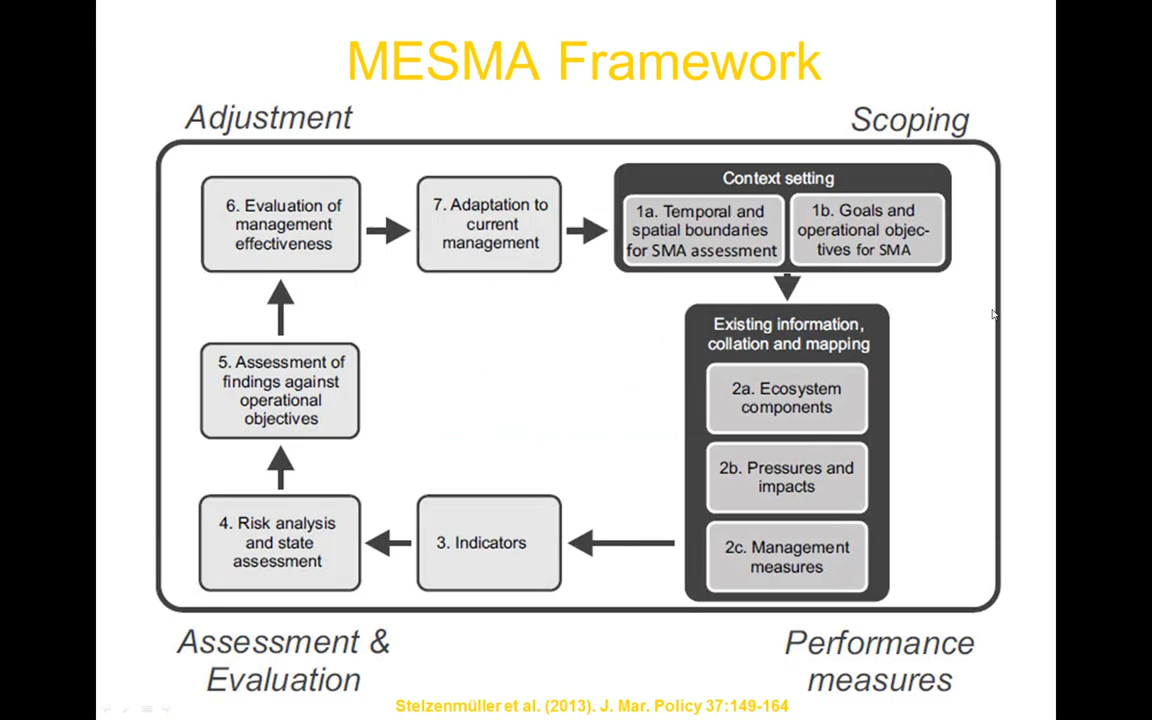 MESMA Framework
Adjustment
Scoping
6. Evaluation of
management
effectiveness
7. Adaptation to
current
management
Context setting
1a. Temporal and
spatial boundaries
for SMA assessment
1b. Goals and
operational objec-
tives for SMA
Existing information,
collation and mapping
2a. Ecosystem
components
2b. Pressures and
impacts
2c. Management
measures
5. Assessment of
findings against
operational
objectives
4. Risk analysis
and state
assessment
3. Indicators
Assessment &
Evaluation
Performance
measures
Stelzenmüller et al. (2013). J. Mar. Policy 37:149-164